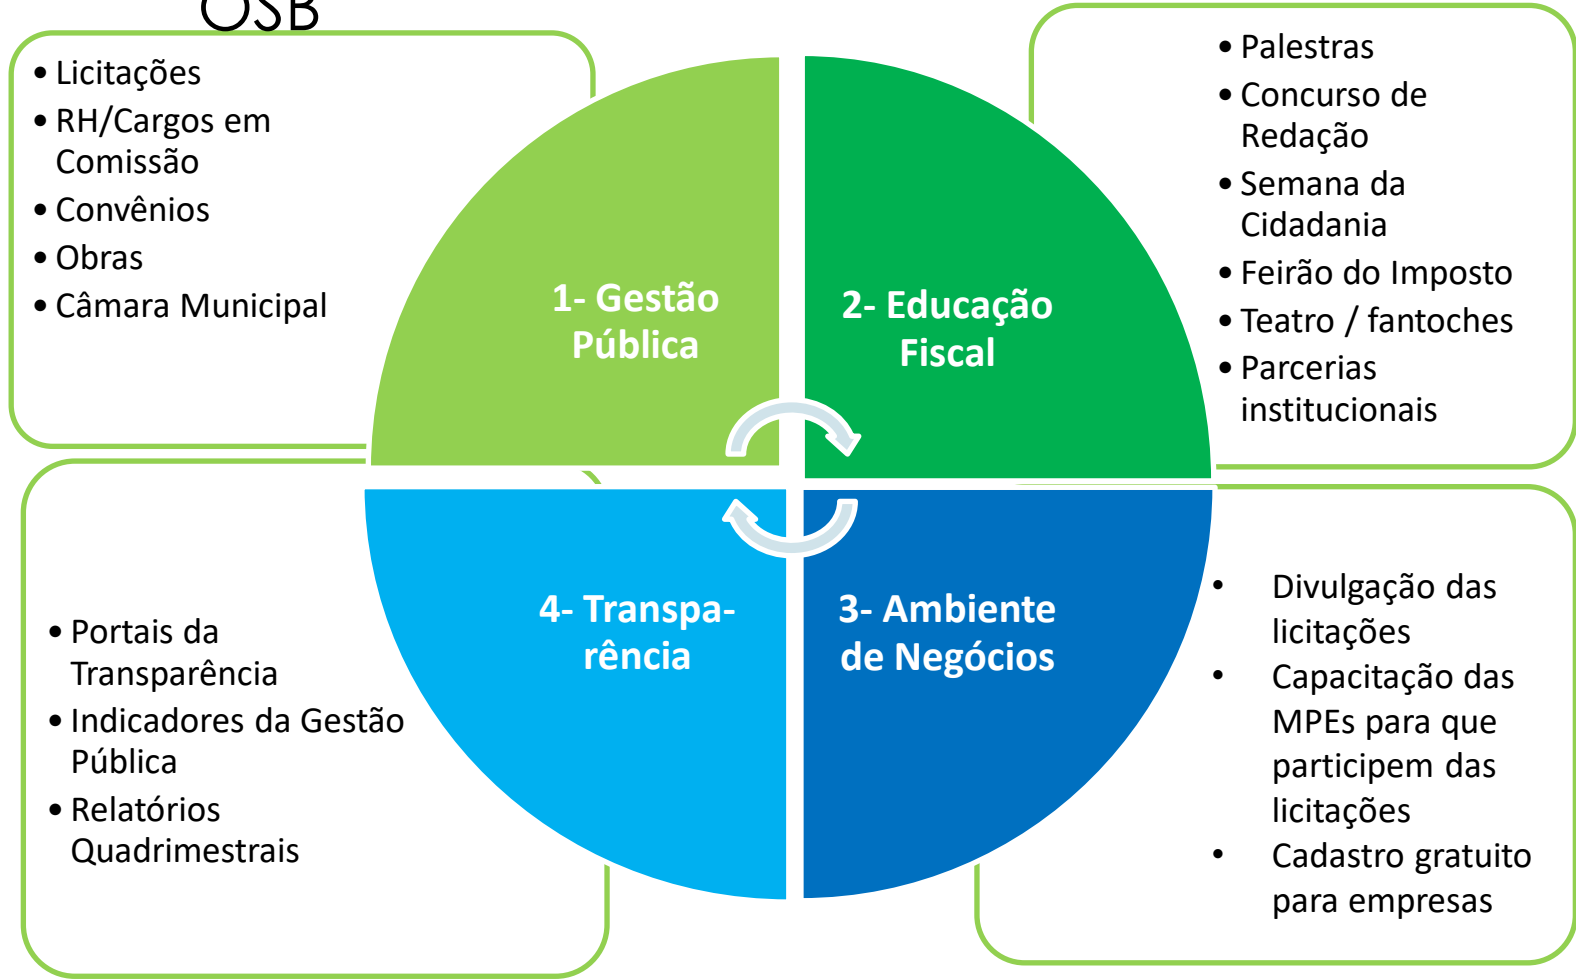 OSB
• Licitações
• RH/Cargos em
Comissão
• Convênios
• Obras
• Câmara Municipal
1- Gestão
Pública
2- Educação
Fiscal
• Palestras
• Concurso de
Redação
• Semana da
Cidadania
• Feirão do Imposto
• Teatro / fantoches
• Parcerias
institucionais
• Portais da
Transparência
• Indicadores da Gestão
Pública
• Relatórios
Quadrimestrais
4- Transpa-
rência
3- Ambiente
de Negócios
• Divulgação das
licitações
• Capacitação das
MPEs para que
participem das
licitações
• Cadastro gratuito
para empresas